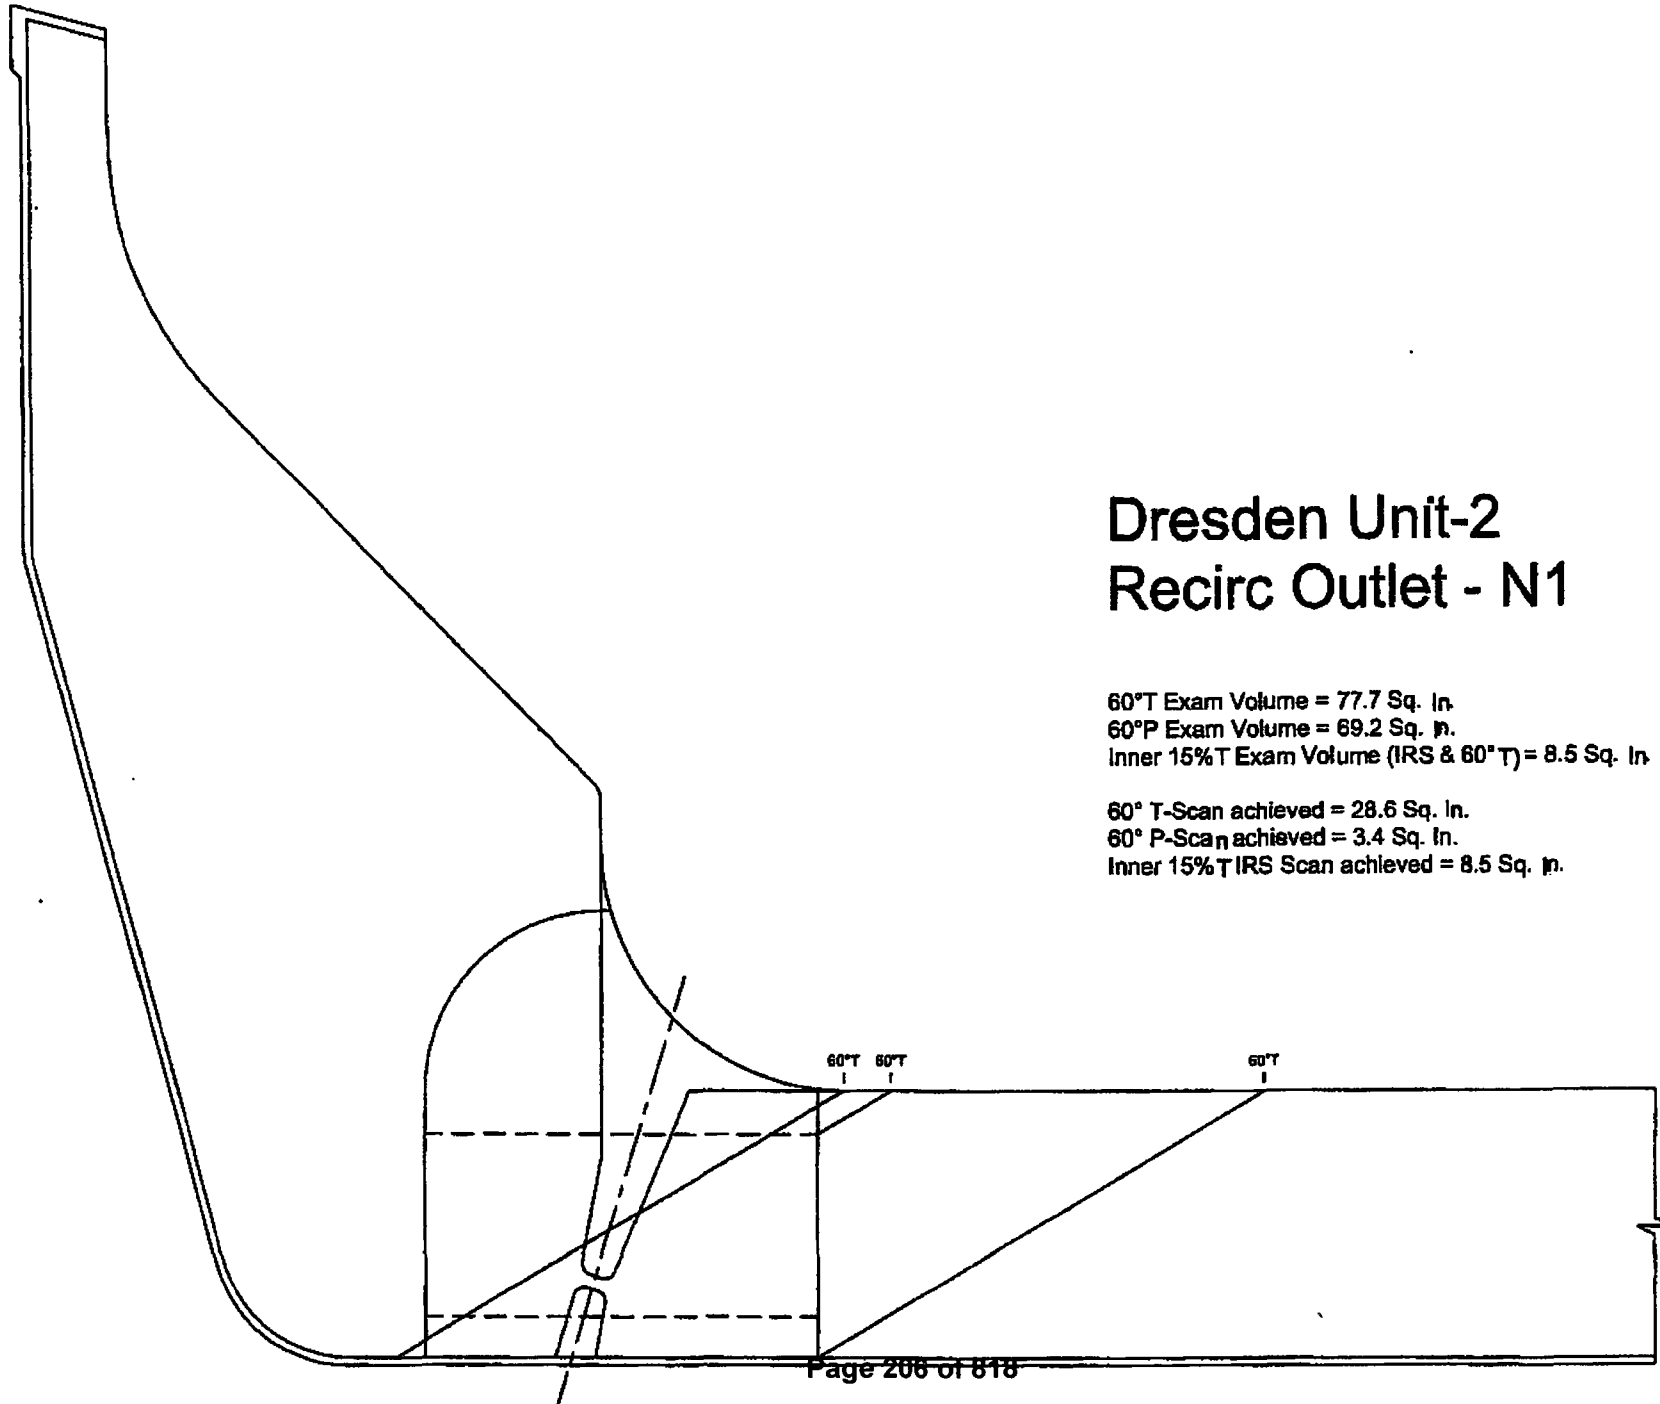 Dresden Unit-2
Recirc Outlet - N1
60°T Exam Volume = 77.7 Sq. In.
60°P Exam Volume = 69.2 Sq. In.
Inner 15%T Exam Volume (IRS & 60°T) = 8.5 Sq. In.
60° T-Scan achieved = 28.6 Sq. In.
60° P-Scan achieved = 3.4 Sq. In.
Inner 15%T IRS Scan achieved = 8.5 Sq. In.
60°T 60°T 60°T
Page 206 of 818